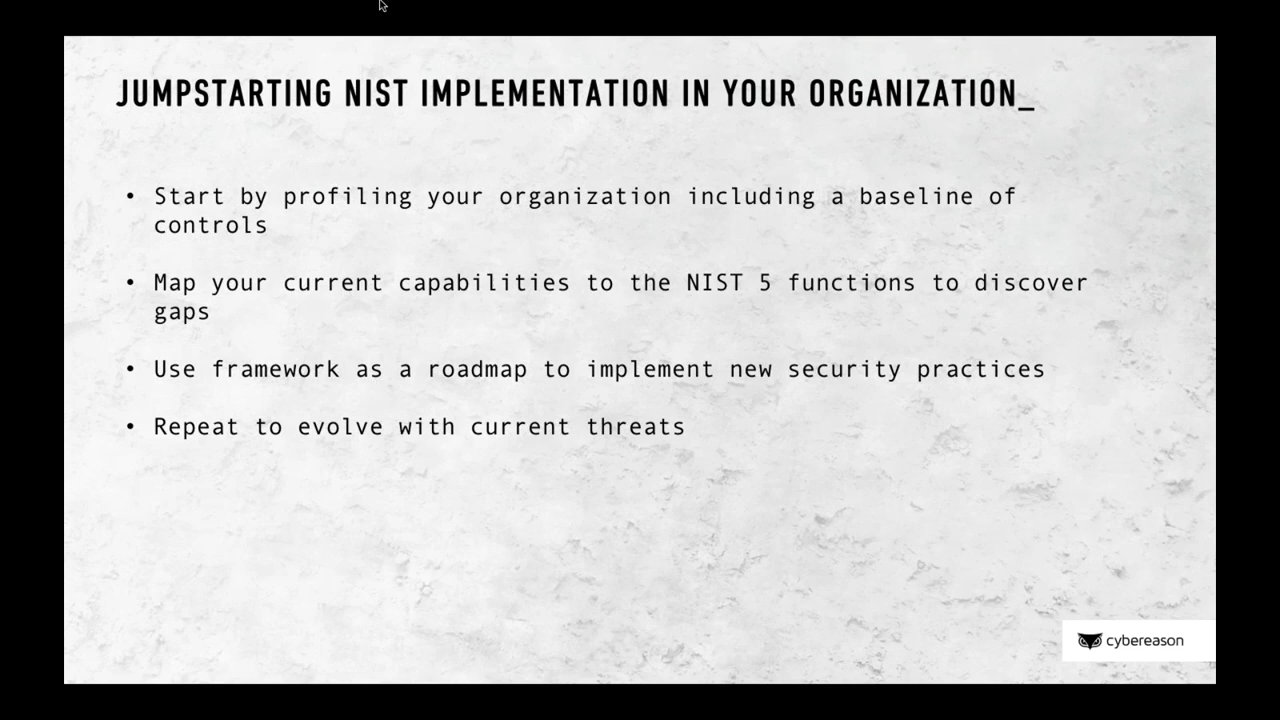 JUMPSTARTING NIST IMPLEMENTATION IN YOUR ORGANIZATION_
• Start by profiling your organization including a baseline of
controls
• Map your current capabilities to the NIST 5 functions to discover
gaps
• Use framework as a roadmap to implement new security practices
• Repeat to evolve with current threats
cybereason